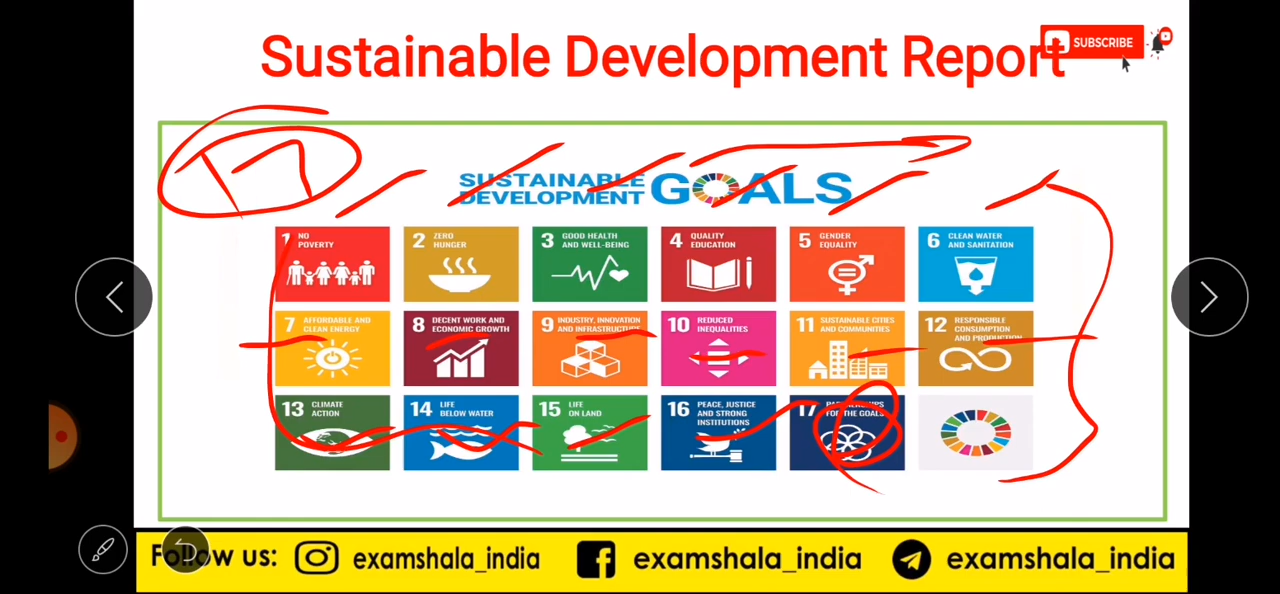 Sustainable Development Report
SUBSCRIBE
17
SUSTAINABLE
DEVELOPMENT GOALS
1 NO
POVERTY
2 ZERO
HUNGER
3 GOOD HEALTH
AND WELL-BEING
4 QUALITY
EDUCATION
5 GENDER
EQUALITY
6 CLEAN WATER
AND SANITATION
7 AFFORDABLE AND
CLEAN ENERGY
8 DECENT WORK AND
ECONOMIC GROWTH
9 INDUSTRY, INNOVATION
AND INFRASTRUCTURE
10 REDUCED
INEQUALITIES
11 SUSTAINABLE CITIES
AND COMMUNITIES
12 RESPONSIBLE
CONSUMPTION
AND PRODUCTION
13 CLIMATE
ACTION
14 LIFE
BELOW WATER
15 LIFE
ON LAND
16 PEACE, JUSTICE
AND STRONG
INSTITUTIONS
17 PARTNERSHIPS
FOR THE GOALS
Follow us: examshala_india examshala_india examshala_india